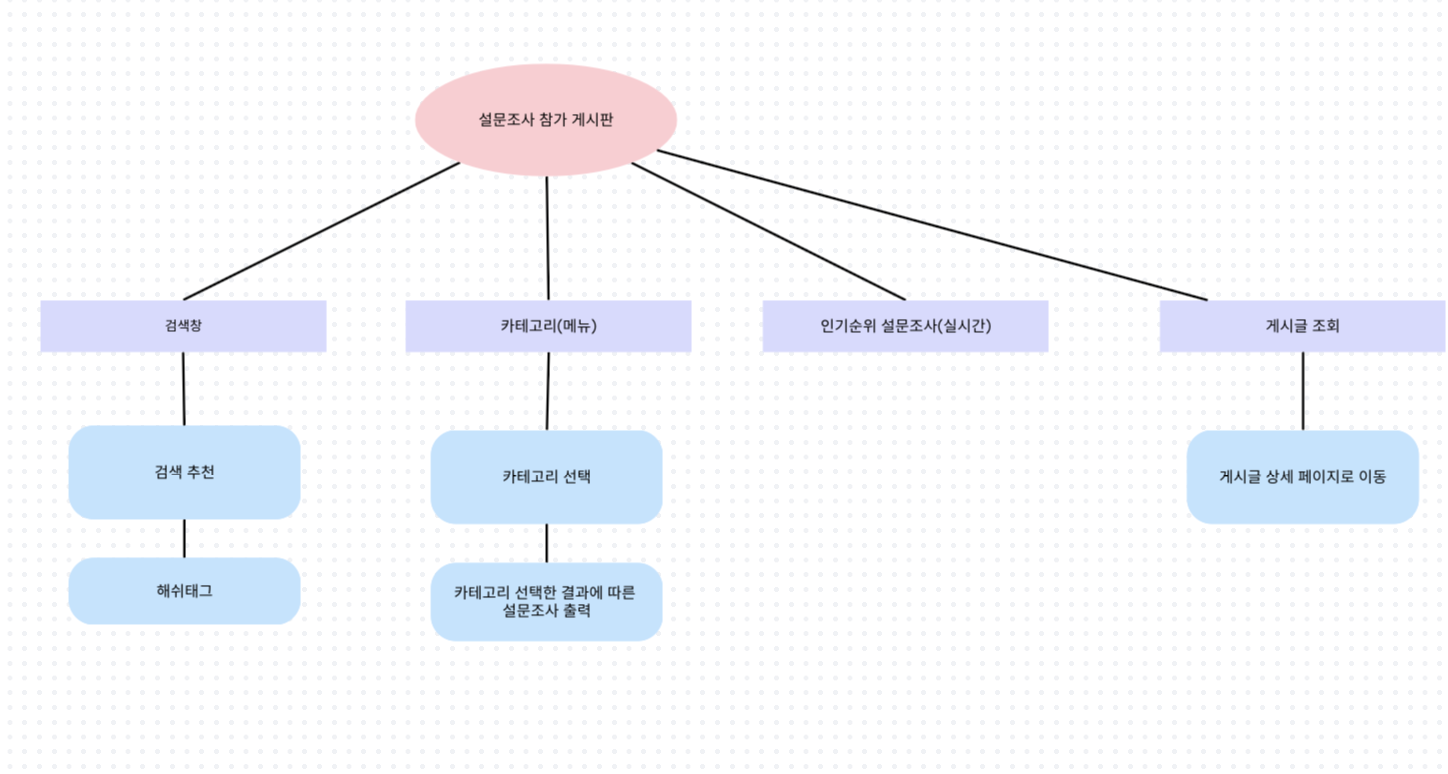 설문조사 참가 게시판
검색창
카테고리(메뉴)
인기순위 설문조사(실시간)
게시글 조회
검색 추천
카테고리 선택
게시글 상세 페이지로 이동
해쉬태그
카테고리 선택한 결과에 따른
설문조사 출력